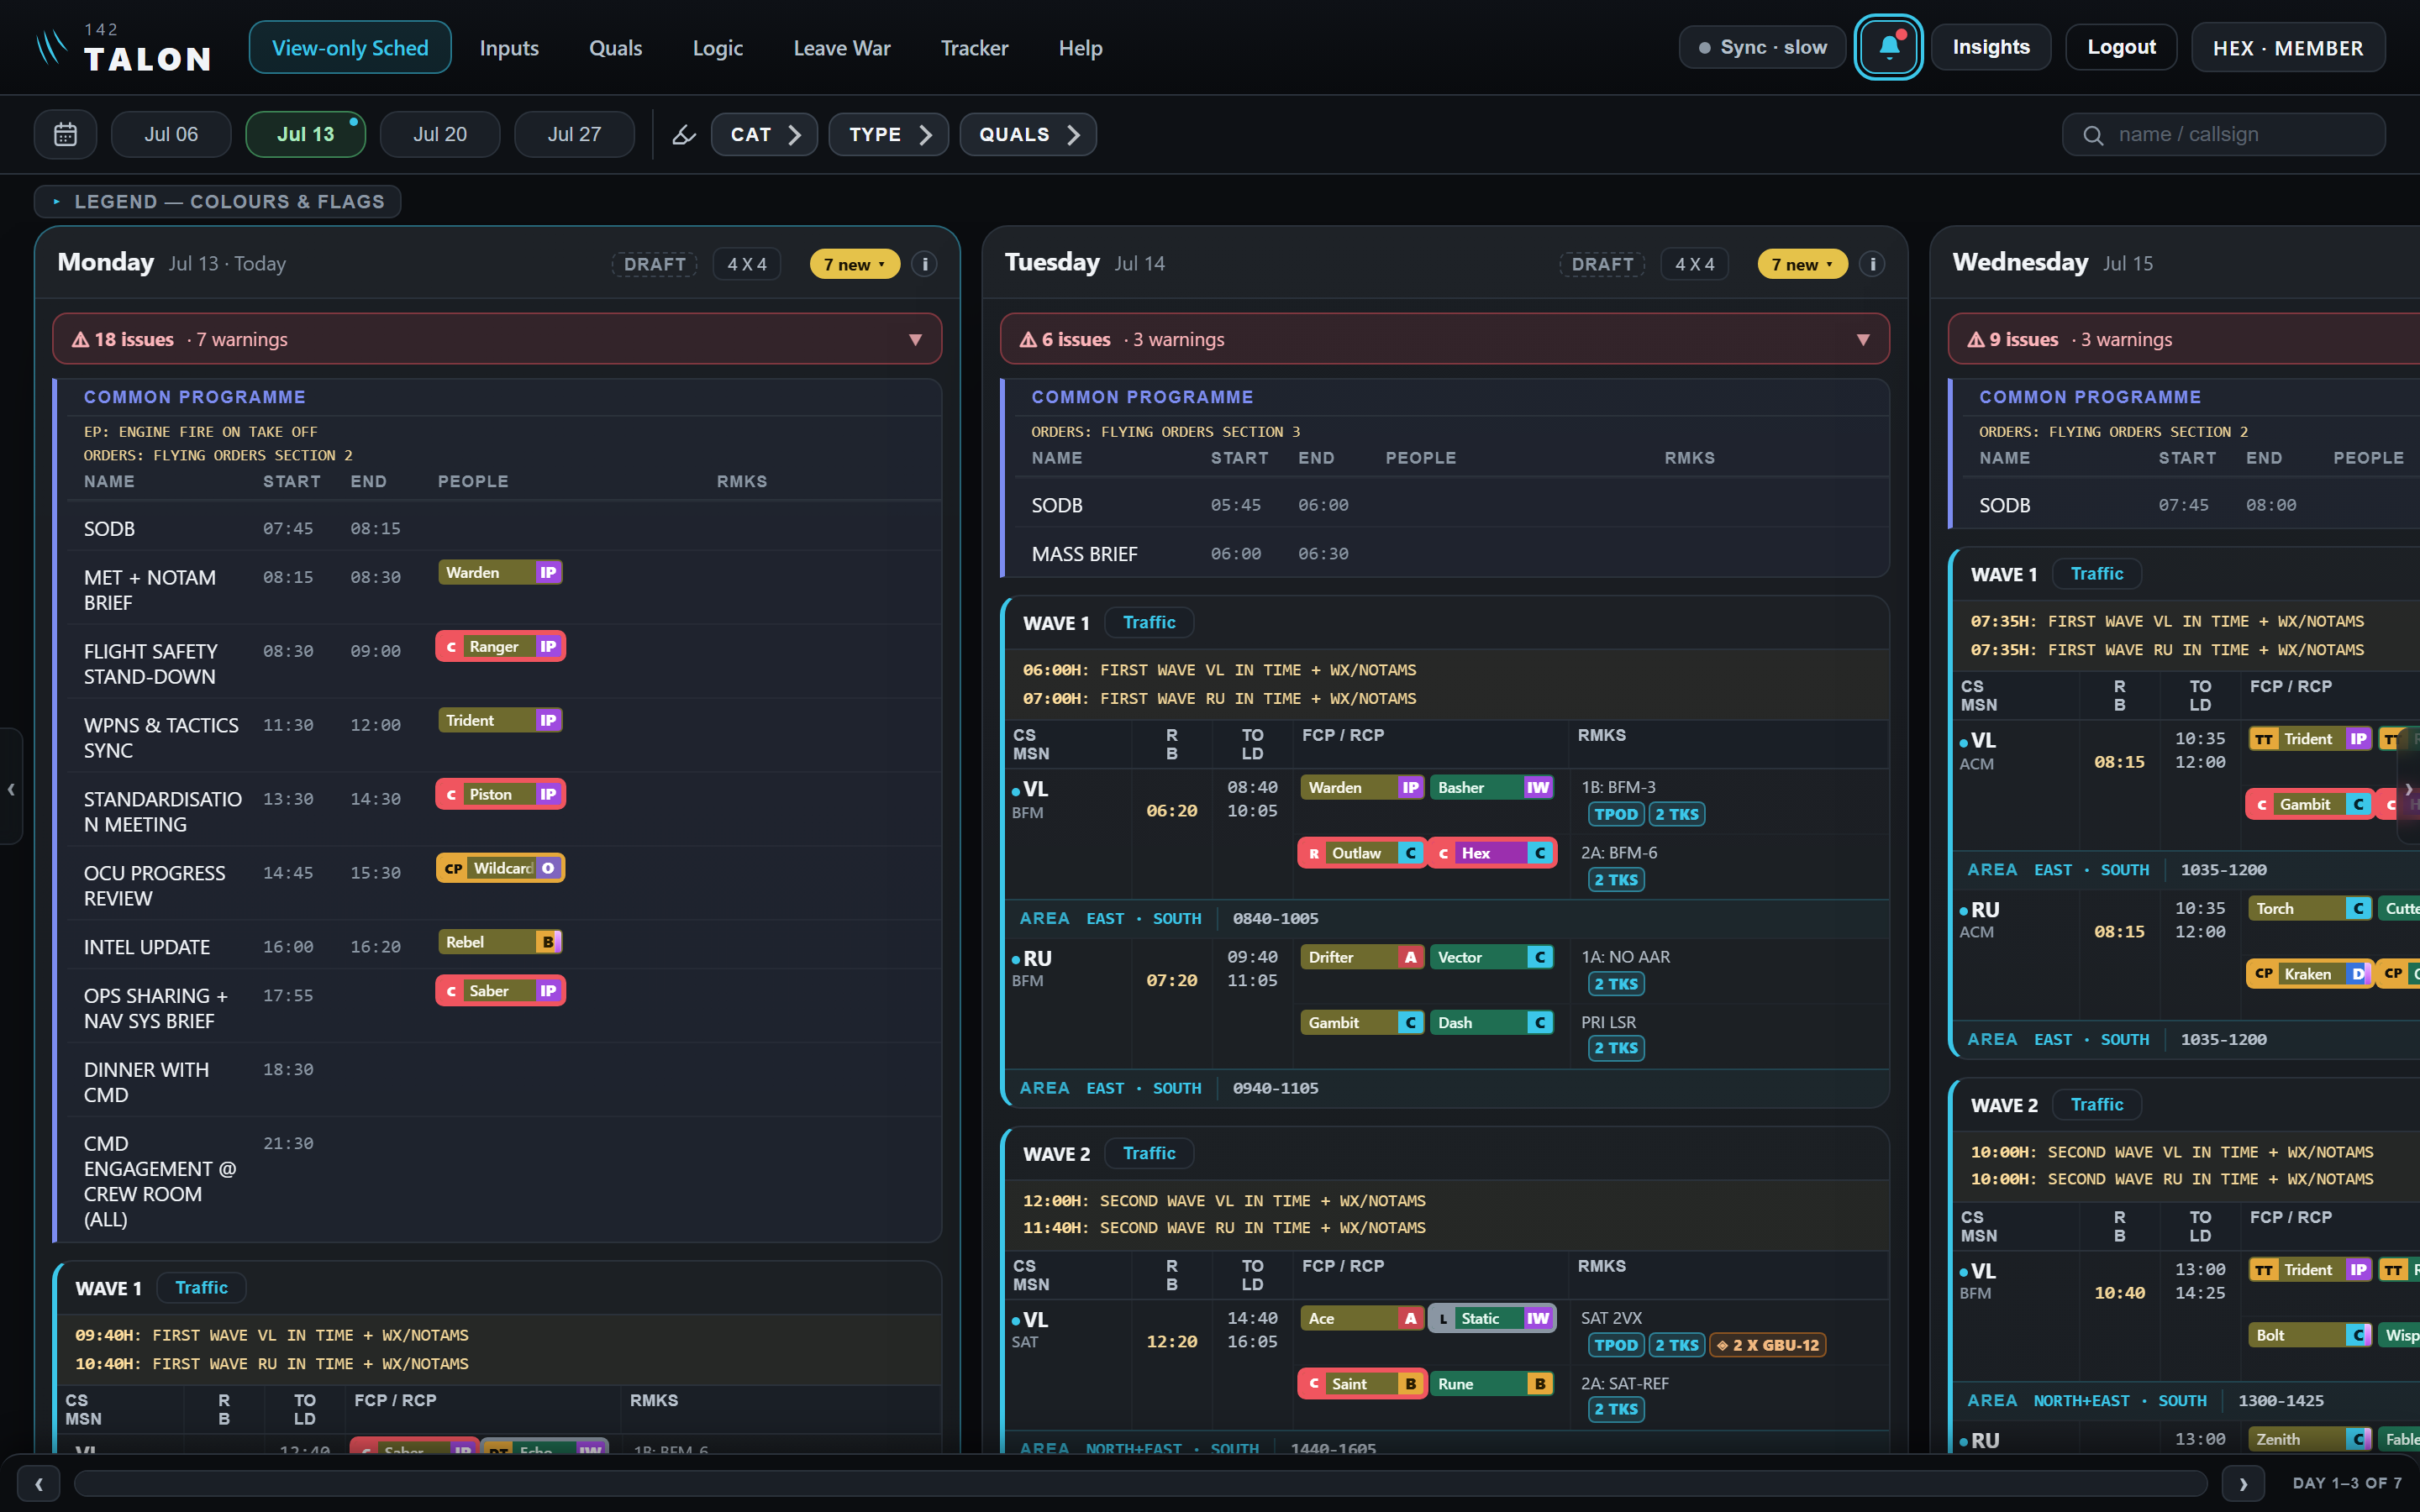 142
TALON
View-only Sched
Inputs
Quals
Logic
Leave War
Tracker
Help
Sync · slow
Insights
Logout
HEX · MEMBER
Jul 06
Jul 13
Jul 20
Jul 27
CAT
TYPE
QUALS
name / callsign
LEGEND — COLOURS & FLAGS
Monday Jul 13 · Today
DRAFT
4 X 4
7 new
i
18 issues · 7 warnings
COMMON PROGRAMME
EP: ENGINE FIRE ON TAKE OFF
ORDERS: FLYING ORDERS SECTION 2
NAME START END PEOPLE RMKS
SODB 07:45 08:15
MET + NOTAM 08:15 08:30 Warden IP
BRIEF
FLIGHT SAFETY 08:30 09:00 C Ranger IP
STAND-DOWN
WPNS & TACTICS 11:30 12:00 Trident IP
SYNC
STANDARDISATIO 13:30 14:30 C Piston IP
N MEETING
OCU PROGRESS 14:45 15:30 CP Wildcard O
REVIEW
INTEL UPDATE 16:00 16:20 Rebel B
OPS SHARING + 17:55 C Saber IP
NAV SYS BRIEF
DINNER WITH 18:30
CMD
CMD 21:30
ENGAGEMENT @
CREW ROOM
(ALL)
WAVE 1 Traffic
09:40H: FIRST WAVE VL IN TIME + WX/NOTAMS
10:40H: FIRST WAVE RU IN TIME + WX/NOTAMS
CS R TO FCP / RCP RMKS
MSN B LD
VL 12:40 C Saber IP Echo IW 1B: BFM-6
Tuesday Jul 14
DRAFT
4 X 4
7 new
i
6 issues · 3 warnings
COMMON PROGRAMME
ORDERS: FLYING ORDERS SECTION 3
NAME START END PEOPLE RMKS
SODB 05:45 06:00
MASS BRIEF 06:00 06:30
WAVE 1 Traffic
06:00H: FIRST WAVE VL IN TIME + WX/NOTAMS
07:00H: FIRST WAVE RU IN TIME + WX/NOTAMS
CS R TO FCP / RCP RMKS
MSN B LD
VL 08:40 Warden IP Basher IW 1B: BFM-3
BFM 06:20 10:05 TPOD 2 TKS
R Outlaw C C Hex C 2A: BFM-6
2 TKS
AREA EAST · SOUTH 0840-1005
RU 09:40 Drifter A Vector C 1A: NO AAR
BFM 07:20 11:05 2 TKS
Gambit C Dash C PRI LSR
2 TKS
AREA EAST · SOUTH 0940-1105
WAVE 2 Traffic
12:00H: SECOND WAVE VL IN TIME + WX/NOTAMS
11:40H: SECOND WAVE RU IN TIME + WX/NOTAMS
CS R TO FCP / RCP RMKS
MSN B LD
VL 14:40 Ace A L Static IW SAT 2VX
SAT 12:20 16:05 TPOD 2 TKS 2 X GBU-12
C Saint B Rune B 2A: SAT-REF
2 TKS
AREA NORTH+EAST · SOUTH 1440-1605
Wednesday Jul 15
9 issues · 3 warnings
COMMON PROGRAMME
ORDERS: FLYING ORDERS SECTION 2
NAME START END PEOPLE
SODB 07:45 08:00
WAVE 1 Traffic
07:35H: FIRST WAVE VL IN TIME + WX/NOTAMS
07:35H: FIRST WAVE RU IN TIME + WX/NOTAMS
CS R TO FCP / RCP
MSN B LD
VL 10:35 TT Trident IP TT
ACM 08:15 12:00
C Gambit C C
AREA EAST · SOUTH 1035-1200
RU 10:35 Torch C Cutte
ACM 08:15 12:00
CP Kraken D CP
AREA EAST · SOUTH 1035-1200
WAVE 2 Traffic
10:00H: SECOND WAVE VL IN TIME + WX/NOTAMS
10:00H: SECOND WAVE RU IN TIME + WX/NOTAMS
CS R TO FCP / RCP
MSN B LD
VL 13:00 TT Trident IP TT
BFM 10:40 14:25
Bolt C Wisp
AREA NORTH+EAST · SOUTH 1300-1425
RU 13:00 Zenith C Fable
DAY 1–3 OF 7